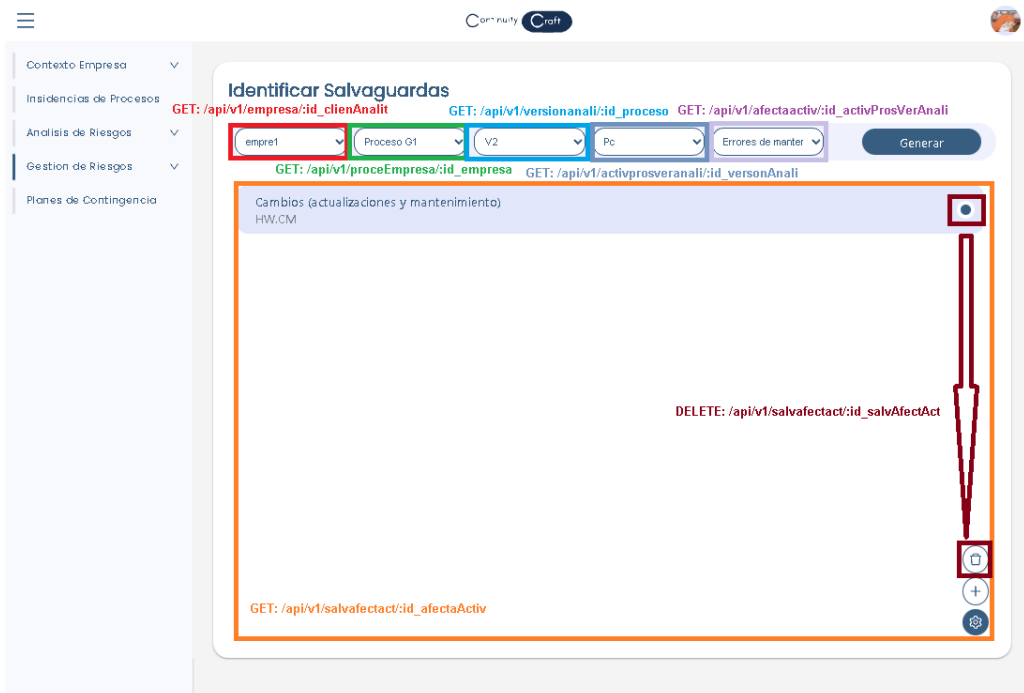 Continuity Craft
Contexto Empresa
Insidencias de Procesos
Analisis de Riesgos
Gestion de Riesgos
Planes de Contingencia
Identificar Salvaguardas
GET: /api/v1/empresa/:id_clienAnalit
GET: /api/v1/versionanali/:id_proceso
GET: /api/v1/afectaactiv/:id_activProsVerAnali
empre1
Proceso G1
V2
Pc
Errores de manter
Generar
GET: /api/v1/proceEmpresa/:id_empresa
GET: /api/v1/activprosveranali/:id_versonAnali
Cambios (actualizaciones y mantenimiento)
HW.CM
DELETE: /api/v1/salvafectact/:id_salvAfectAct
GET: /api/v1/salvafectact/:id_afectaActiv